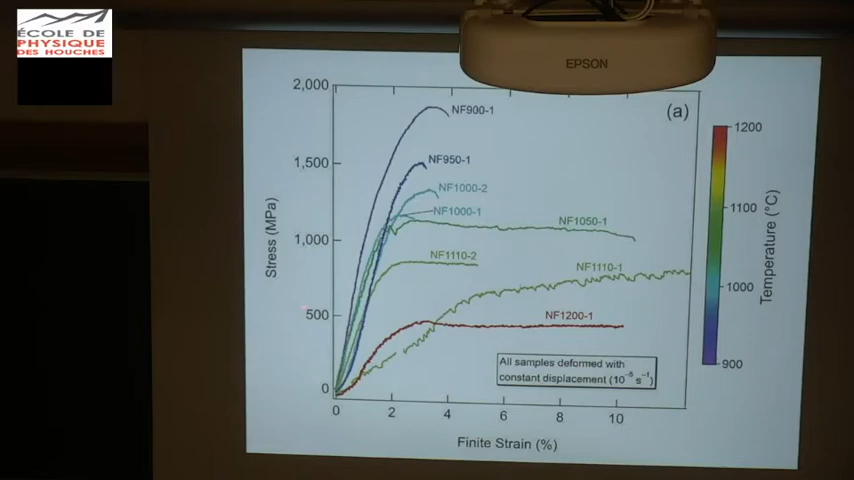 ÉCOLE DE
PHYSIQUE
DES HOUCHES
EPSON
(a)
2,000
1,500
1,000
500
0
Stress (MPa)
NF900-1
NF950-1
NF1000-2
NF1000-1
NF1050-1
NF1110-2
NF1110-1
NF1200-1
All samples deformed with
constant displacement (10⁻⁵ s⁻¹)
0 2 4 6 8 10
Finite Strain (%)
1200
1100
1000
900
Temperature (°C)